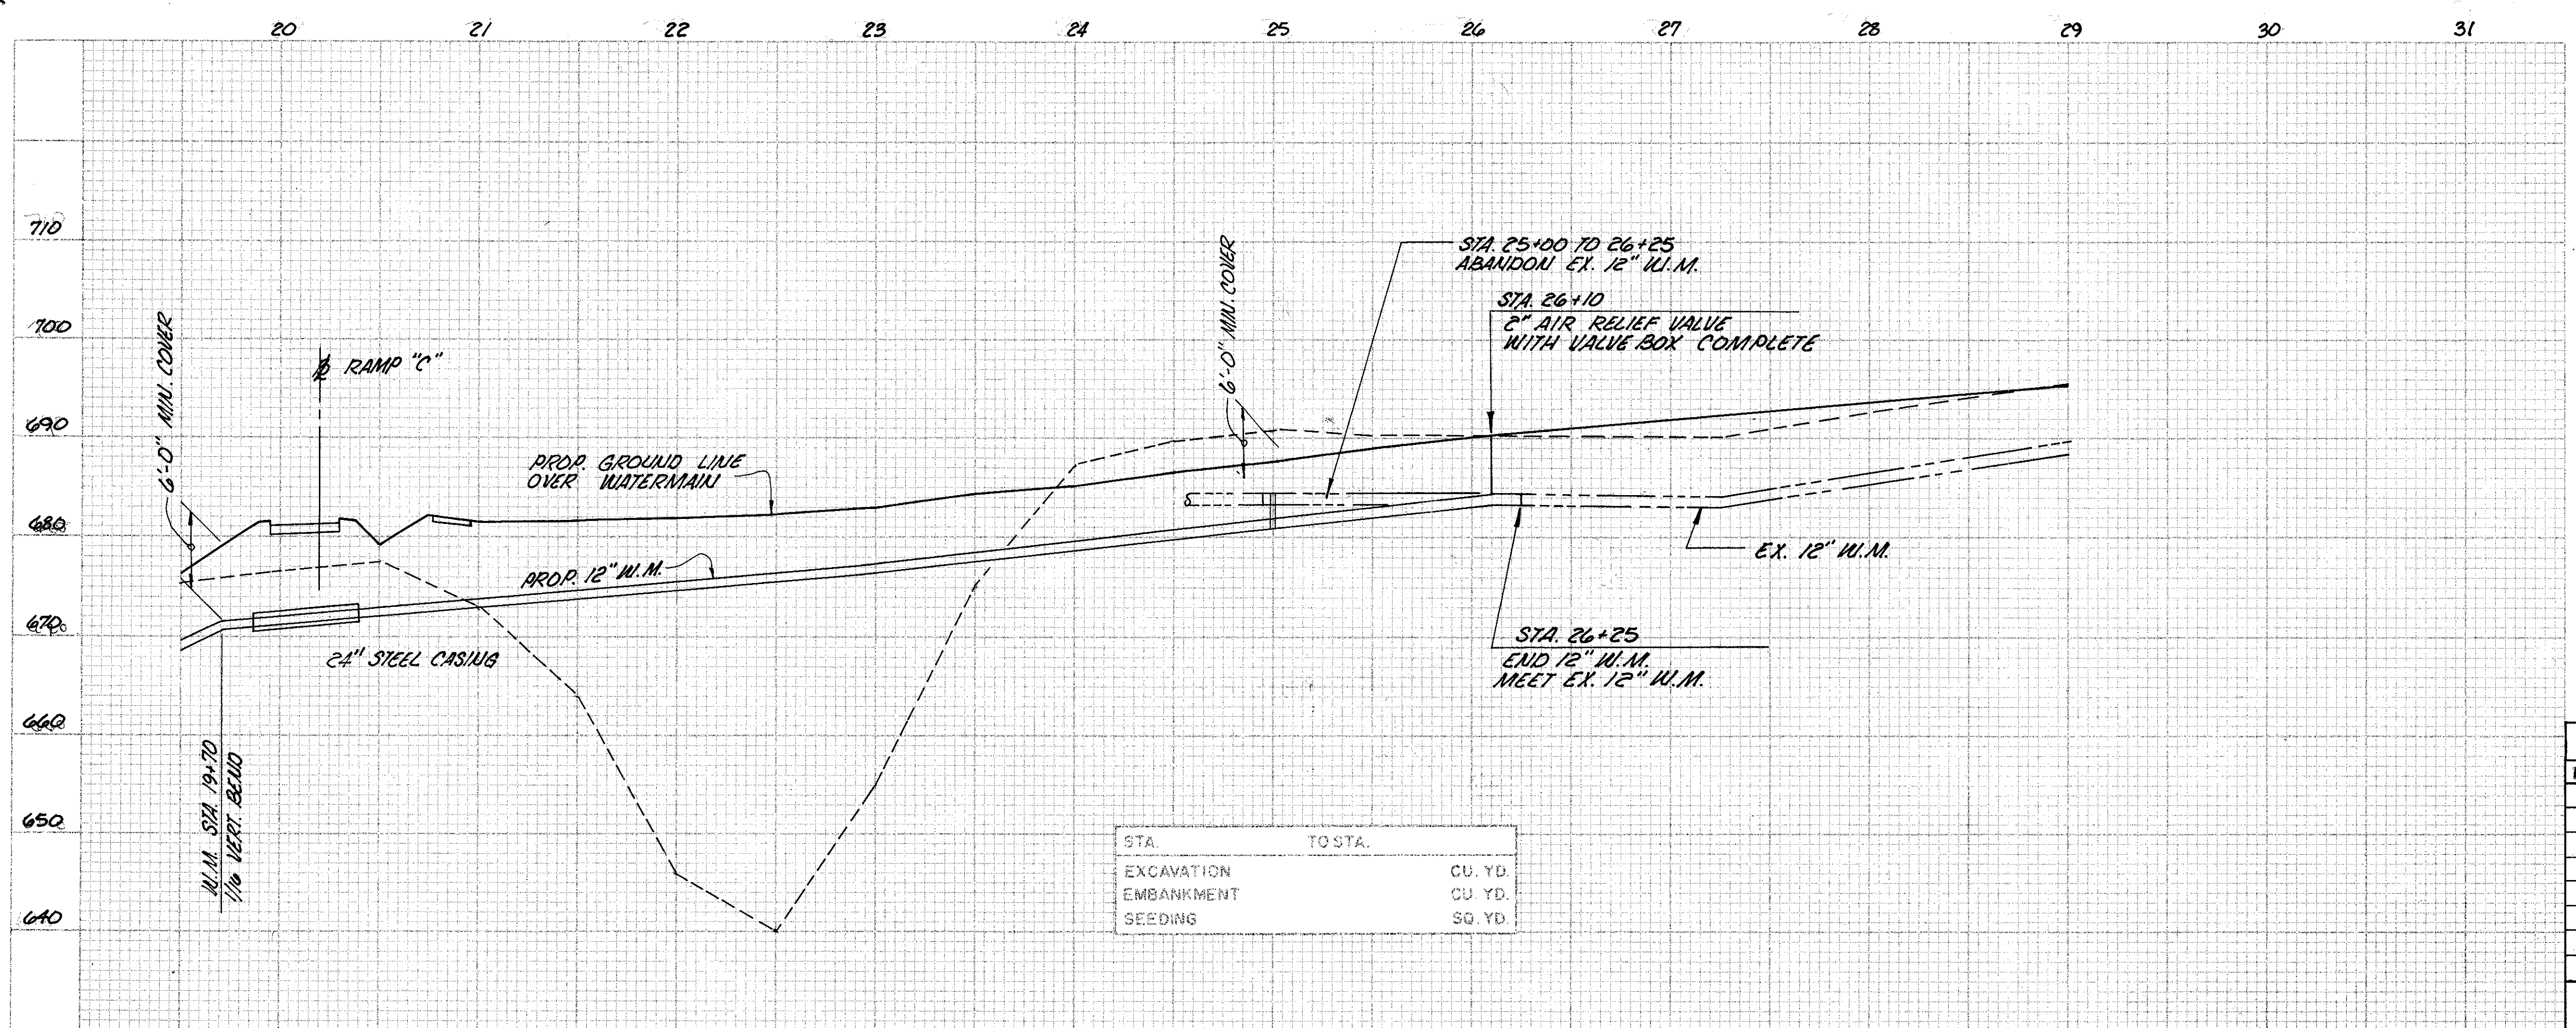 20 21 22 23 24 25 26 27 28 29 30 31
710
700
690
680
670
660
650
640
6'-0" MIN. COVER
RAMP "C"
PROP. GROUND LINE
OVER WATERMAIN
PROP. 12" W.M.
24" STEEL CASING
W.M. STA. 19+70
1/16 VERT. BEND
6'-0" MIN. COVER
STA. 25+00 TO 26+25
ABANDON EX. 12" W.M.
STA. 26+10
2" AIR RELIEF VALVE
WITH VALVE BOX COMPLETE
EX. 12" W.M.
STA. 26+25
END 12" W.M.
MEET EX. 12" W.M.
STA. TO STA.
EXCAVATION CU. YD.
EMBANKMENT CU. YD.
SEEDING SQ. YD.